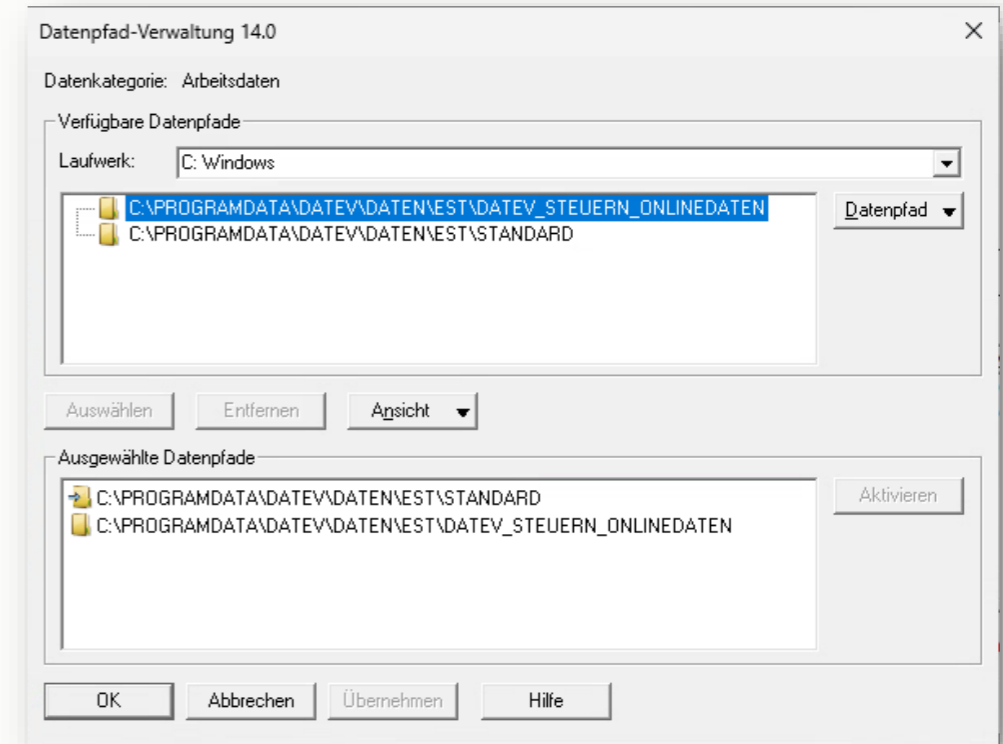 Datenpfad-Verwaltung 14.0
Datenkategorie: Arbeitsdaten
Verfügbare Datenpfade
Laufwerk: C: Windows
C:\PROGRAMDATA\DATEV\DATEN\EST\DATEV_STEUERN_ONLINEDATEN
Datenpfad
C:\PROGRAMDATA\DATEV\DATEN\EST\STANDARD
Auswählen Entfernen Ansicht
Ausgewählte Datenpfade
C:\PROGRAMDATA\DATEV\DATEN\EST\STANDARD
Aktivieren
C:\PROGRAMDATA\DATEV\DATEN\EST\DATEV_STEUERN_ONLINEDATEN
OK Abbrechen Übernehmen Hilfe